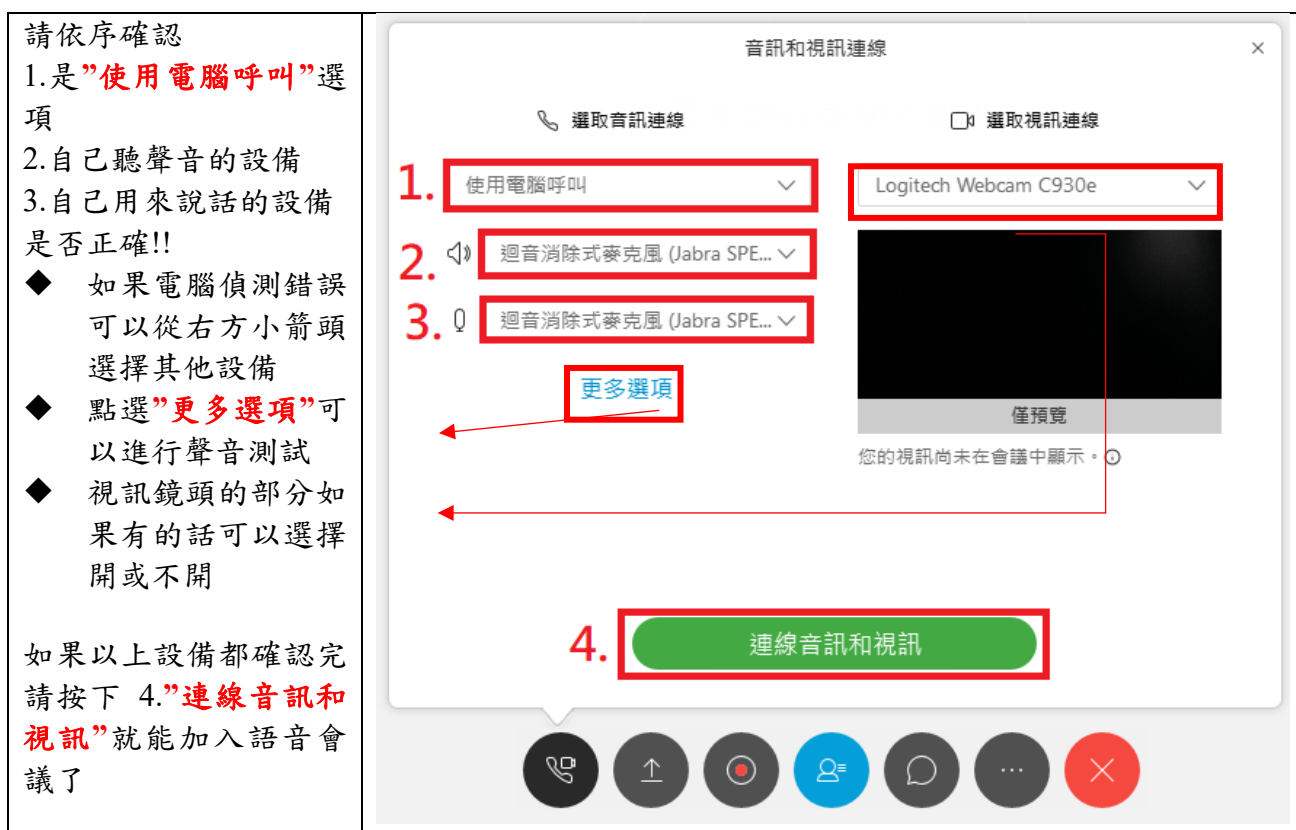 請依序確認
1.是”使用電腦呼叫”選
項
2.自己聽聲音的設備
3.自己用來說話的設備
是否正確!!
◆ 如果電腦偵測錯誤
可以從右方小箭頭
選擇其他設備
◆ 點選”更多選項”可
以進行聲音測試
◆ 視訊鏡頭的部分如
果有的話可以選擇
開或不開
如果以上設備都確認完
請按下 4.”連線音訊和
視訊”就能加入語音會
議了
音訊和視訊連線
選取音訊連線
選取視訊連線
1. 使用電腦呼叫
Logitech Webcam C930e
2. 迴音消除式麥克風 (Jabra SPE...
3. 迴音消除式麥克風 (Jabra SPE...
更多選項
僅預覽
您的視訊尚未在會議中顯示。
4. 連線音訊和視訊